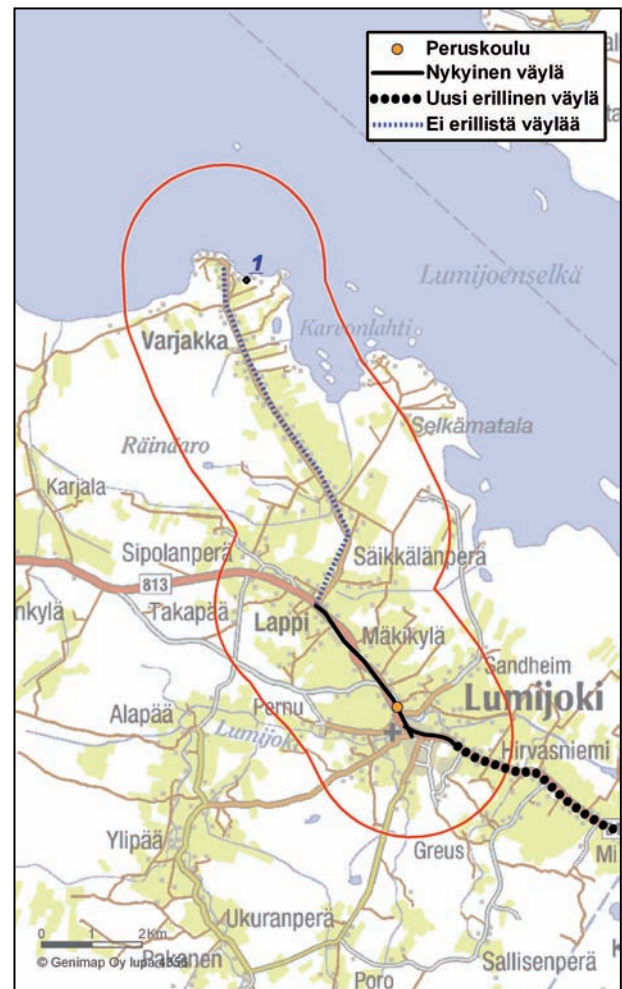 Peruskoulu
Nykyinen väylä
Uusi erillinen väylä
Ei erillistä väylää
1
Lumijoenselkä
Varjakka
Karvonlahti
Selkämatala
Räindaro
Karjala
Sipolanperä
Säikkälänperä
813
nkylä
Takapää
Lappi
Mäkikylä
Sandheim
Lumijoki
Alapää
Pernu
Lumijoki
Hirvasniemi
Ylipää
Greus
Mi
Ukuranperä
0 1 2Km
Pakanen
Sallisenperä
© Genimap Oy lupa
Poro